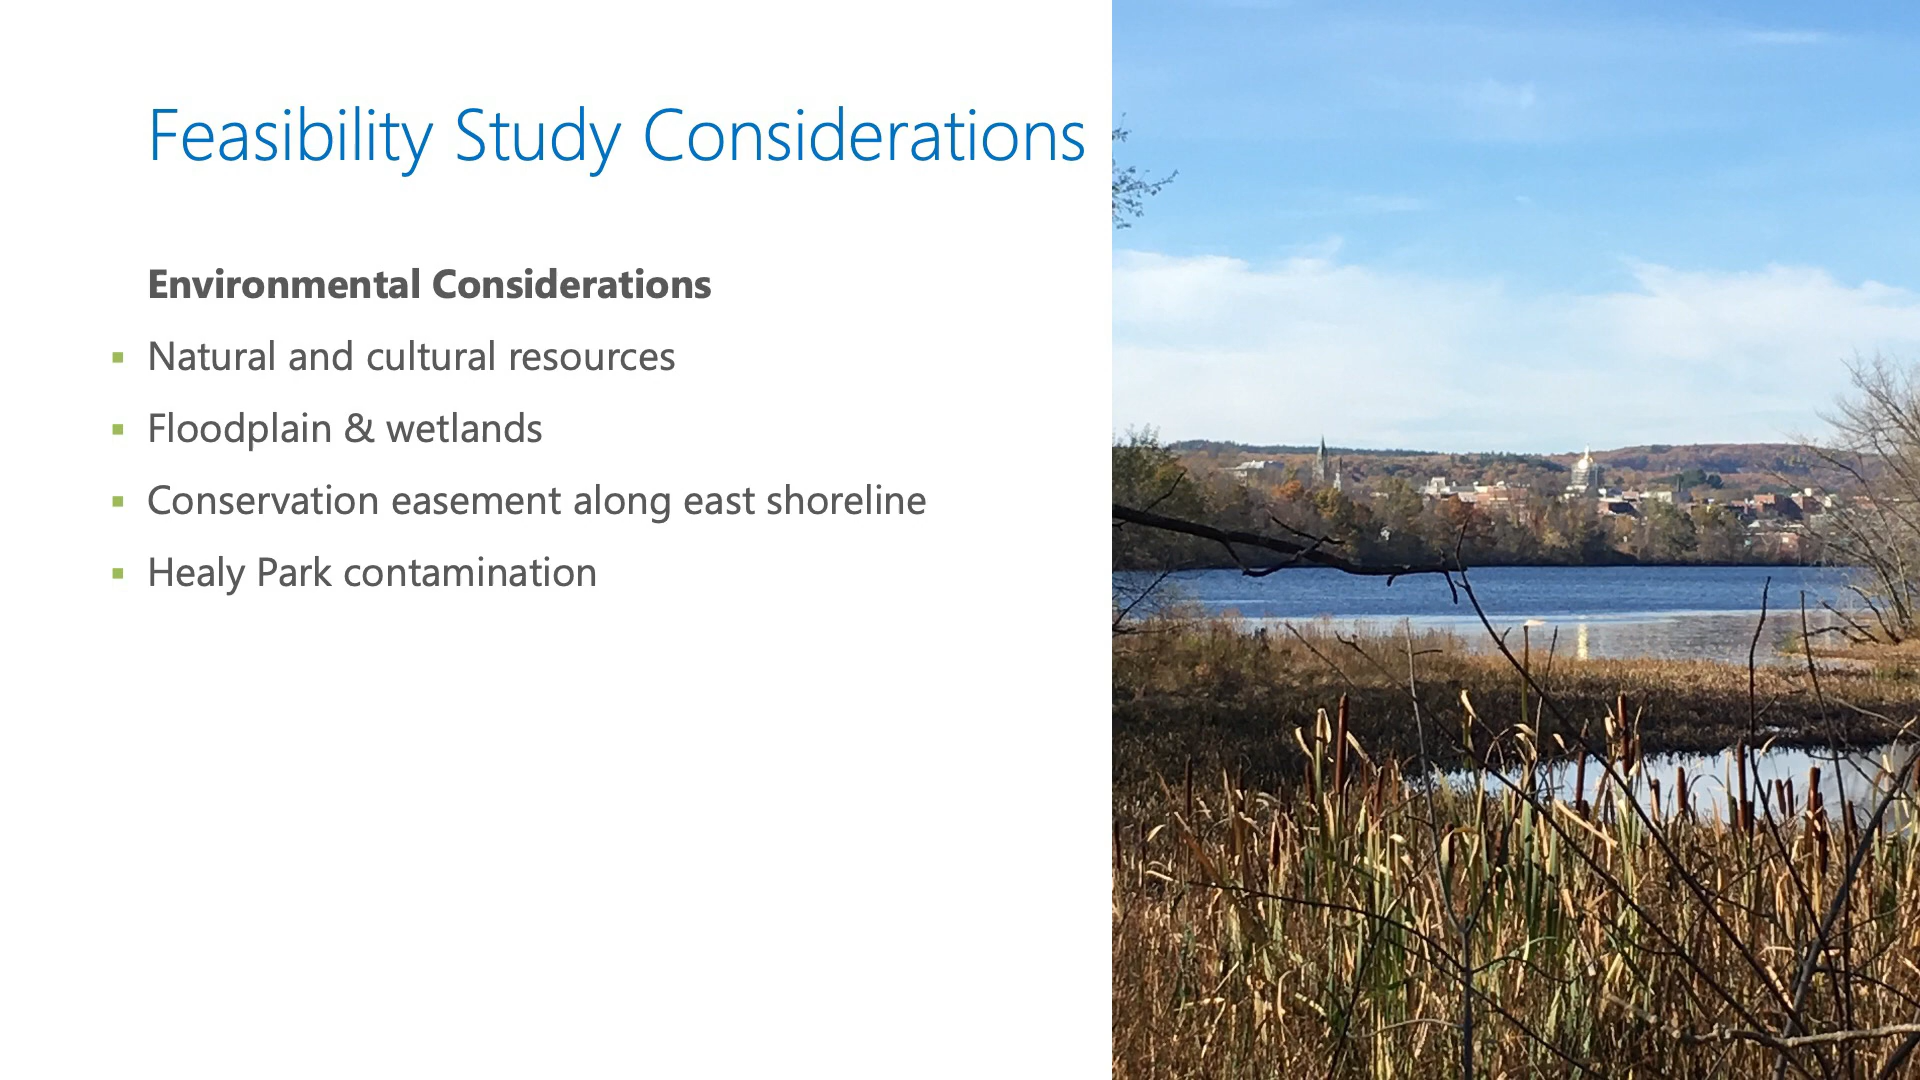 Feasibility Study Considerations
Environmental Considerations
▪ Natural and cultural resources
▪ Floodplain & wetlands
▪ Conservation easement along east shoreline
▪ Healy Park contamination